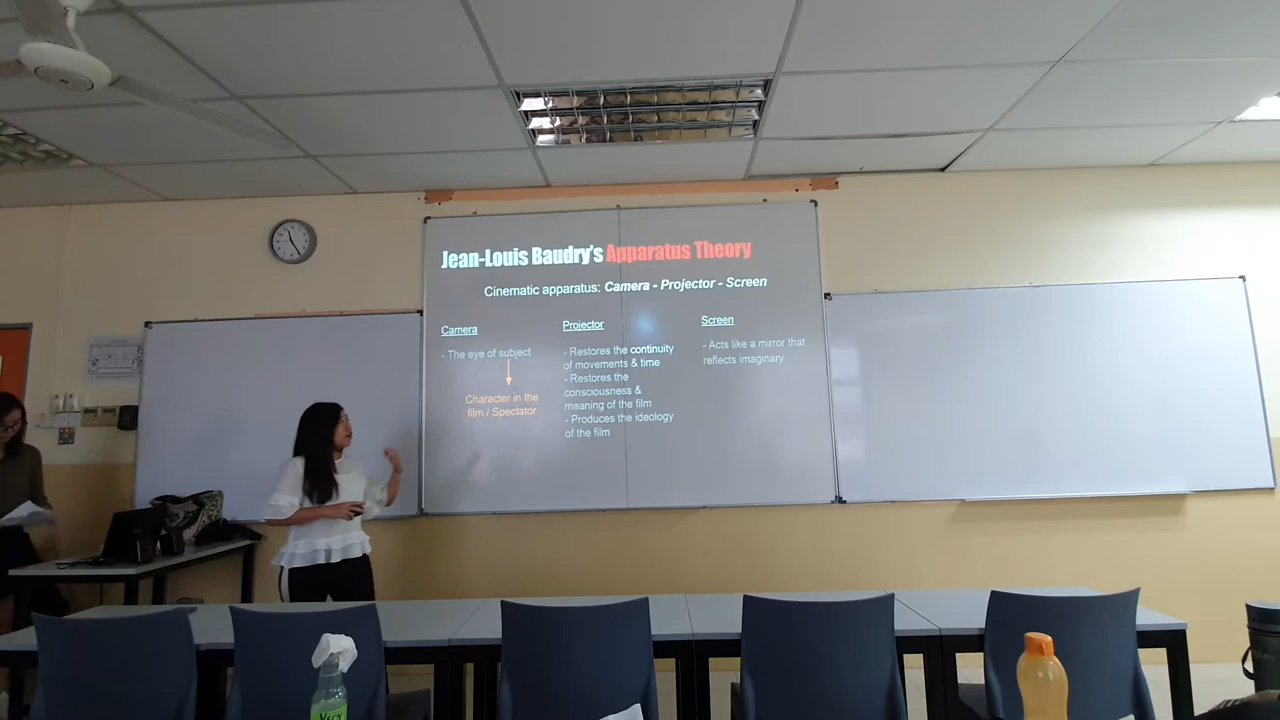 Jean-Louis Baudry's Apparatus Theory
Cinematic apparatus: Camera - Projector - Screen
Camera
- The eye of subject
Character in the
film / Spectator
Projector
- Restores the continuity
of movements & time
- Restores the
consciousness &
meaning of the film
- Produces the ideology
of the film
Screen
- Acts like a mirror that
reflects imaginary